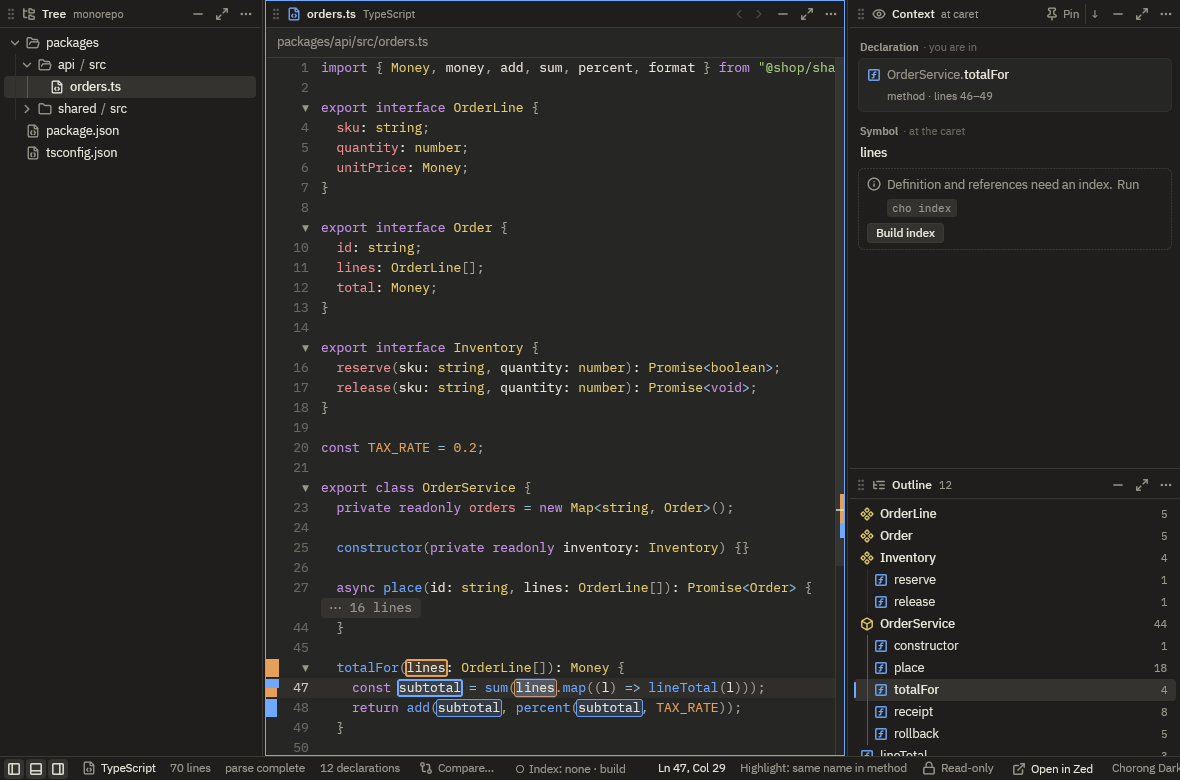 Tree monorepo
packages
api / src
orders.ts
shared / src
package.json
tsconfig.json
orders.ts TypeScript
packages/api/src/orders.ts
1 import { Money, money, add, sum, percent, format } from "@shop/sha
2
export interface OrderLine {
4 sku: string;
5 quantity: number;
6 unitPrice: Money;
7 }
8
export interface Order {
10 id: string;
11 lines: OrderLine[];
12 total: Money;
13 }
14
export interface Inventory {
16 reserve(sku: string, quantity: number): Promise<boolean>;
17 release(sku: string, quantity: number): Promise<void>;
18 }
19
20 const TAX_RATE = 0.2;
21
export class OrderService {
23 private readonly orders = new Map<string, Order>();
24
25 constructor(private readonly inventory: Inventory) {}
26
27 async place(id: string, lines: OrderLine[]): Promise<Order> {
··· 16 lines
44 }
45
totalFor(lines: OrderLine[]): Money {
47 const subtotal = sum(lines.map((l) => lineTotal(l)));
48 return add(subtotal, percent(subtotal, TAX_RATE));
49 }
50
Context at caret
Pin
Declaration · you are in
OrderService.totalFor
method · lines 46–49
Symbol · at the caret
lines
Definition and references need an index. Run
cho index
Build index
Outline 12
OrderLine 5
Order 5
Inventory 4
reserve 1
release 1
OrderService 44
constructor 1
place 18
totalFor 4
receipt 8
rollback 5
lineTotal 3
TypeScript 70 lines parse complete 12 declarations Compare... Index: none · build Ln 47, Col 29 Highlight: same name in method Read-only Open in Zed Chorong Dark